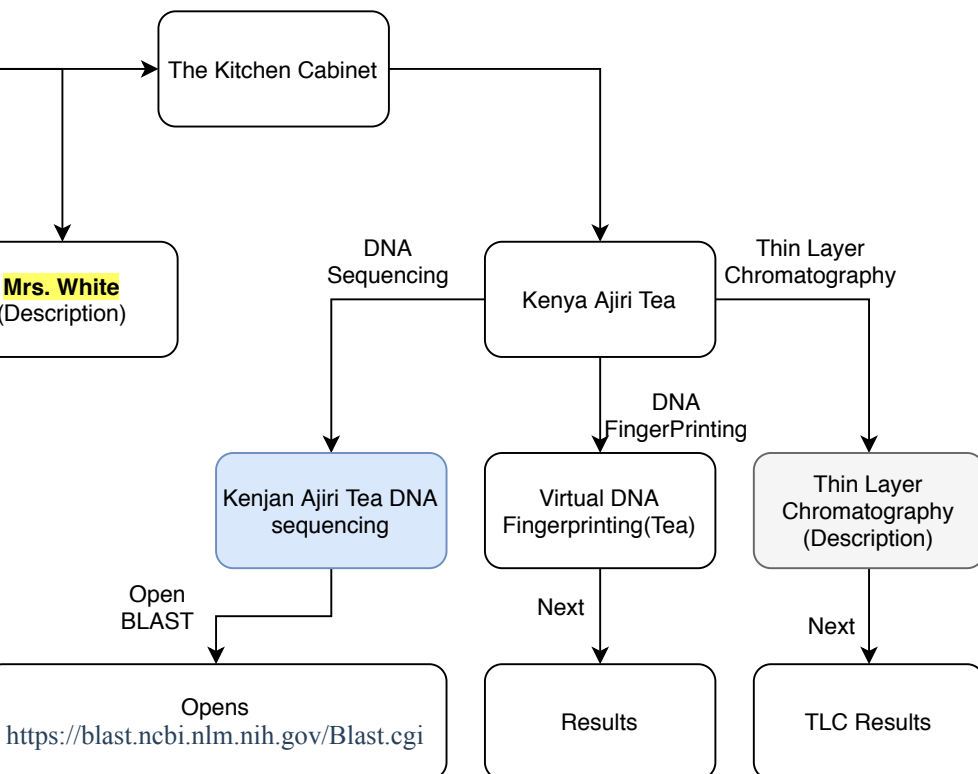 The Kitchen Cabinet
Mrs. White
(Description)
DNA
Sequencing
Kenya Ajiri Tea
Thin Layer
Chromatography
DNA
FingerPrinting
Kenjan Ajiri Tea DNA
sequencing
Virtual DNA
Fingerprinting(Tea)
Thin Layer
Chromatography
(Description)
Open
BLAST
Next
Next
Opens
https://blast.ncbi.nlm.nih.gov/Blast.cgi
Results
TLC Results